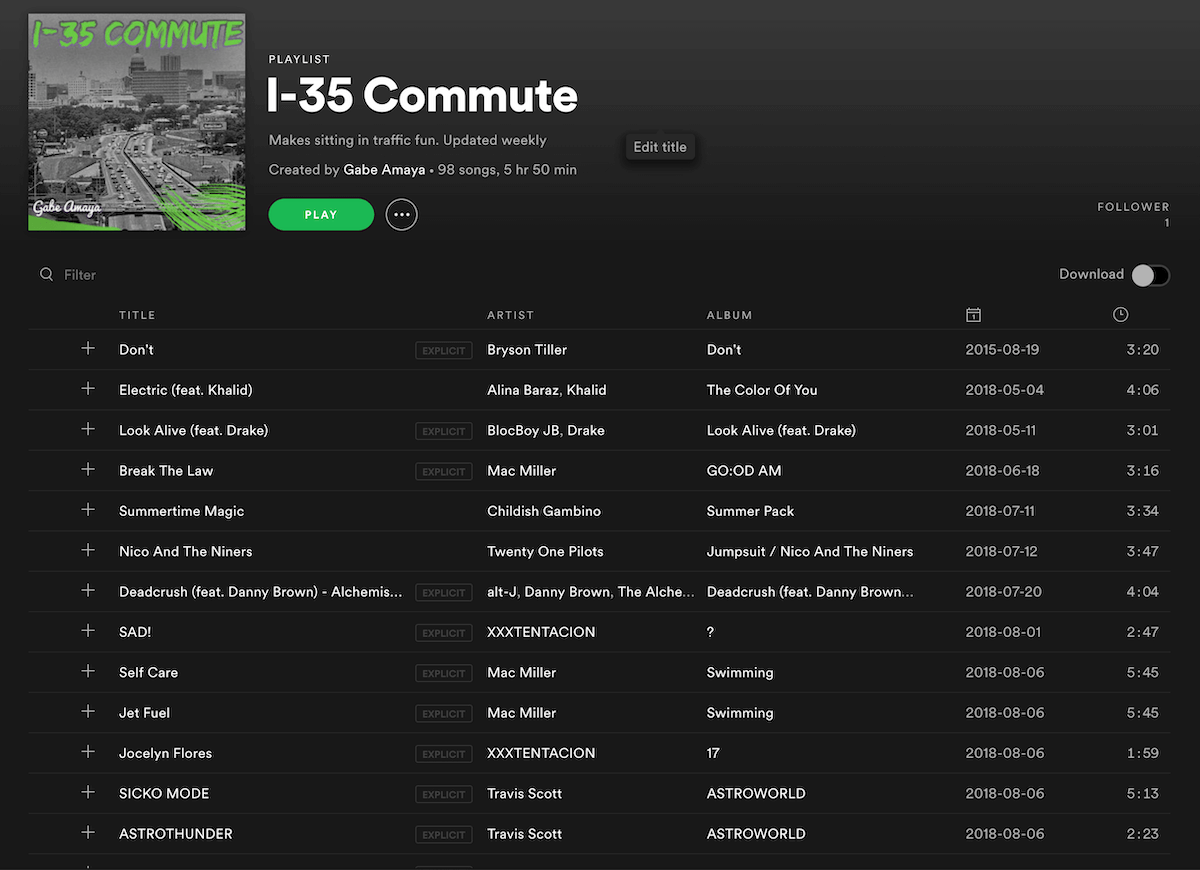 I-35 COMMUTE
Gabe Amaya
PLAYLIST
I-35 Commute
Makes sitting in traffic fun. Updated weekly
Edit title
Created by Gabe Amaya • 98 songs, 5 hr 50 min
PLAY
FOLLOWER
1
Filter
Download
TITLE ARTIST ALBUM
Don't EXPLICIT Bryson Tiller Don't 2015-08-19 3:20
Electric (feat. Khalid) Alina Baraz, Khalid The Color Of You 2018-05-04 4:06
Look Alive (feat. Drake) EXPLICIT BlocBoy JB, Drake Look Alive (feat. Drake) 2018-05-11 3:01
Break The Law EXPLICIT Mac Miller GO:OD AM 2018-06-18 3:16
Summertime Magic Childish Gambino Summer Pack 2018-07-11 3:34
Nico And The Niners Twenty One Pilots Jumpsuit / Nico And The Niners 2018-07-12 3:47
Deadcrush (feat. Danny Brown) - Alchemis... EXPLICIT alt-J, Danny Brown, The Alche... Deadcrush (feat. Danny Brown... 2018-07-20 4:04
SAD! EXPLICIT XXXTENTACION ? 2018-08-01 2:47
Self Care EXPLICIT Mac Miller Swimming 2018-08-06 5:45
Jet Fuel EXPLICIT Mac Miller Swimming 2018-08-06 5:45
Jocelyn Flores EXPLICIT XXXTENTACION 17 2018-08-06 1:59
SICKO MODE EXPLICIT Travis Scott ASTROWORLD 2018-08-06 5:13
ASTROTHUNDER EXPLICIT Travis Scott ASTROWORLD 2018-08-06 2:23